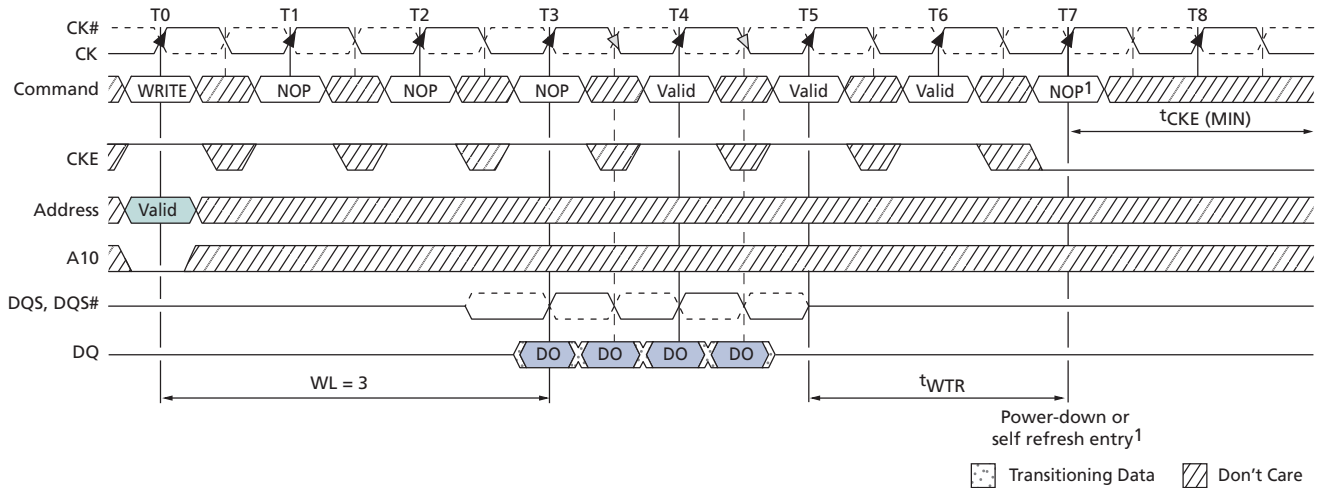 T0 T1 T2 T3 T4 T5 T6 T7 T8
CK#
CK
Command WRITE NOP NOP NOP Valid Valid Valid NOP1
tCKE (MIN)
CKE
Address Valid
A10
DQS, DQS#
DQ DO DO DO DO
WL = 3 tWTR
Power-down or
self refresh entry1
Transitioning Data Don't Care